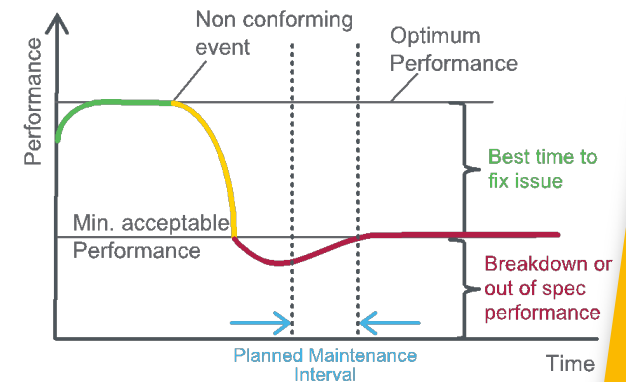 Non conforming
event
Optimum
Performance
Performance
Best time to
fix issue
Min. acceptable
Performance
Breakdown or
out of spec
performance
Planned Maintenance
Interval
Time